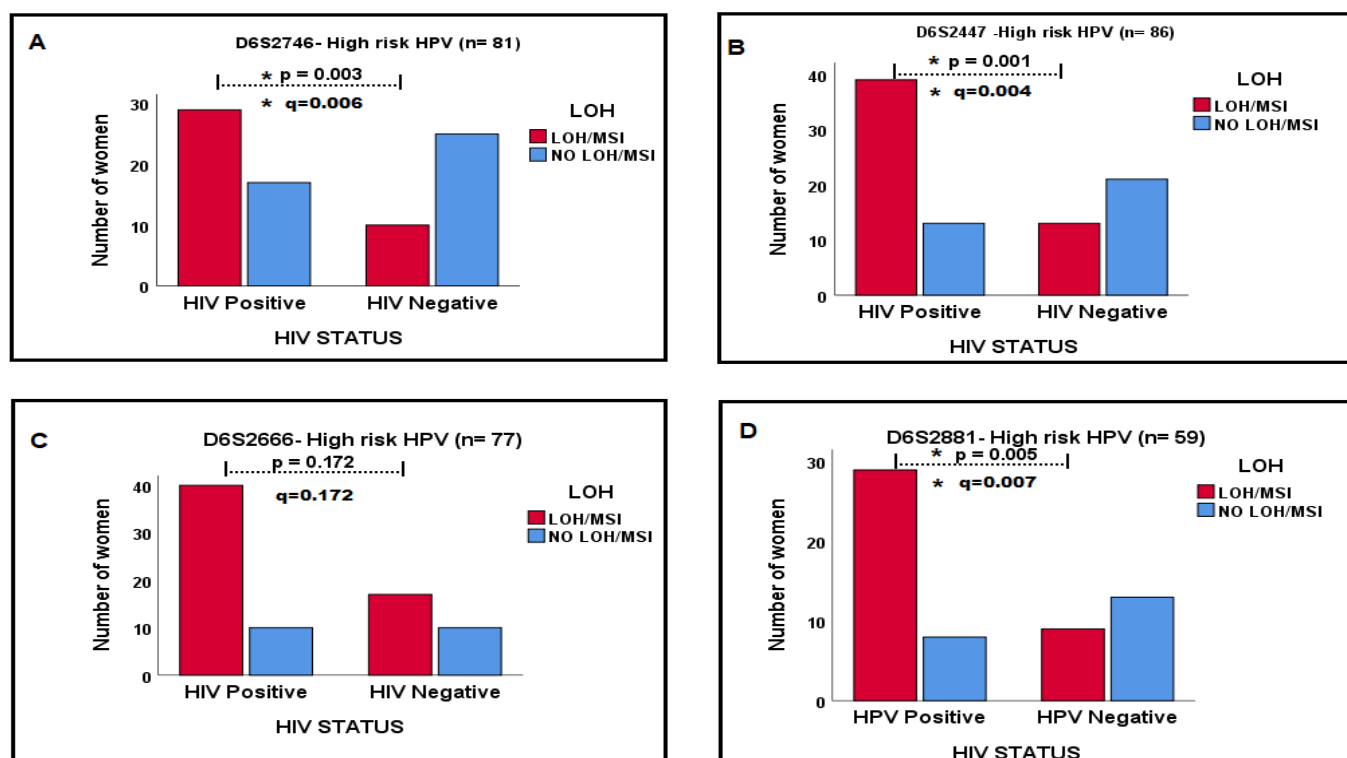 A
D6S2746- High risk HPV (n= 81)
* p = 0.003
* q=0.006
LOH
LOH/MSI
NO LOH/MSI
Number of women
30
20
10
0
HIV Positive HIV Negative
HIV STATUS
B
D6S2447 -High risk HPV (n= 86)
* p = 0.001
* q=0.004
LOH
LOH/MSI
NO LOH/MSI
Number of women
40
30
20
10
0
HIV Positive HIV Negative
HIV STATUS
C
D6S2666- High risk HPV (n= 77)
p = 0.172
q=0.172
LOH
LOH/MSI
NO LOH/MSI
Number of women
40
30
20
10
0
HIV Positive HIV Negative
HIV STATUS
D
D6S2881- High risk HPV (n= 59)
* p = 0.005
* q=0.007
LOH
LOH/MSI
NO LOH/MSI
Number of women
30
20
10
0
HPV Positive HPV Negative
HIV STATUS